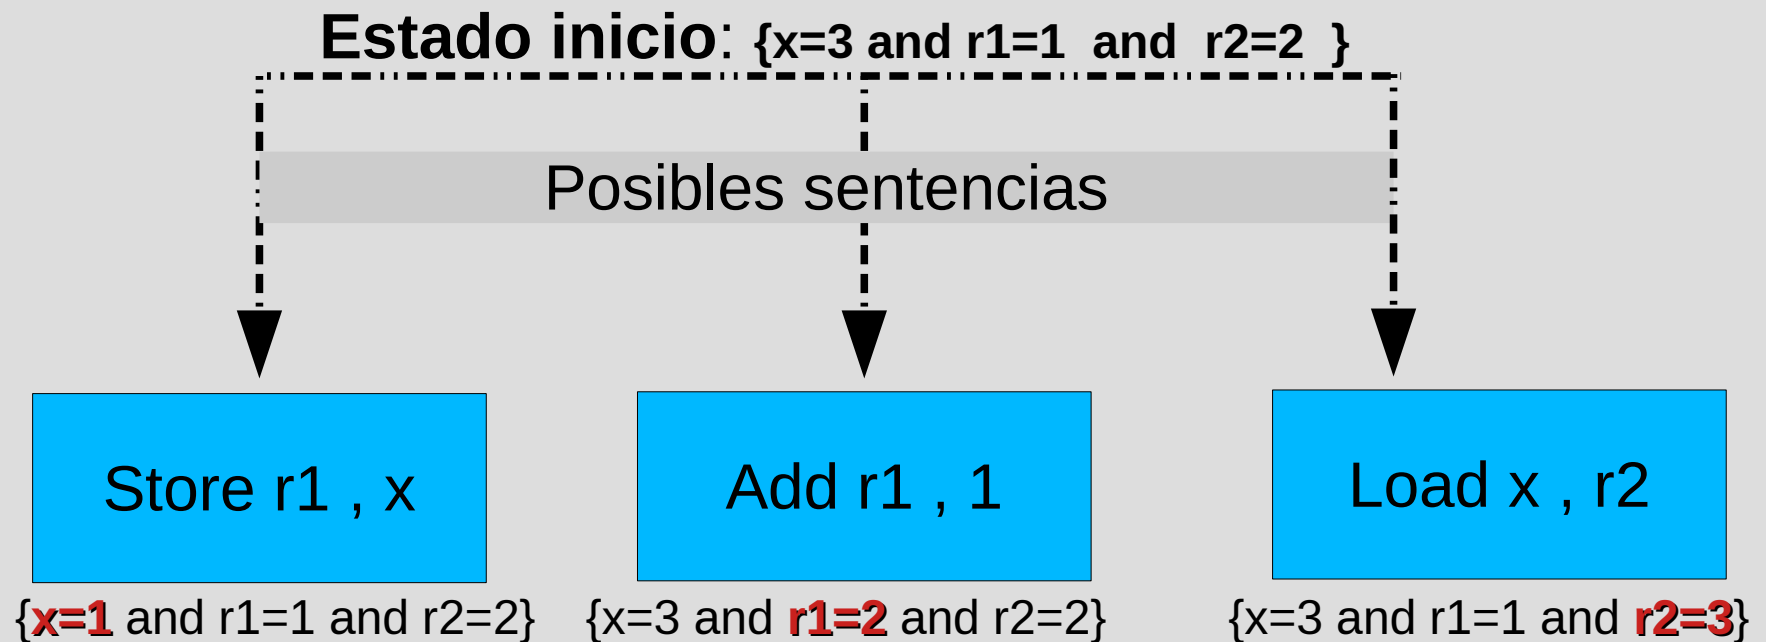 Estado inicio: {x=3 and r1=1 and r2=2 }
Posibles sentencias
Store r1 , x
Add r1 , 1
Load x , r2
{x=1 and r1=1 and r2=2}
{x=3 and r1=2 and r2=2}
{x=3 and r1=1 and r2=3}